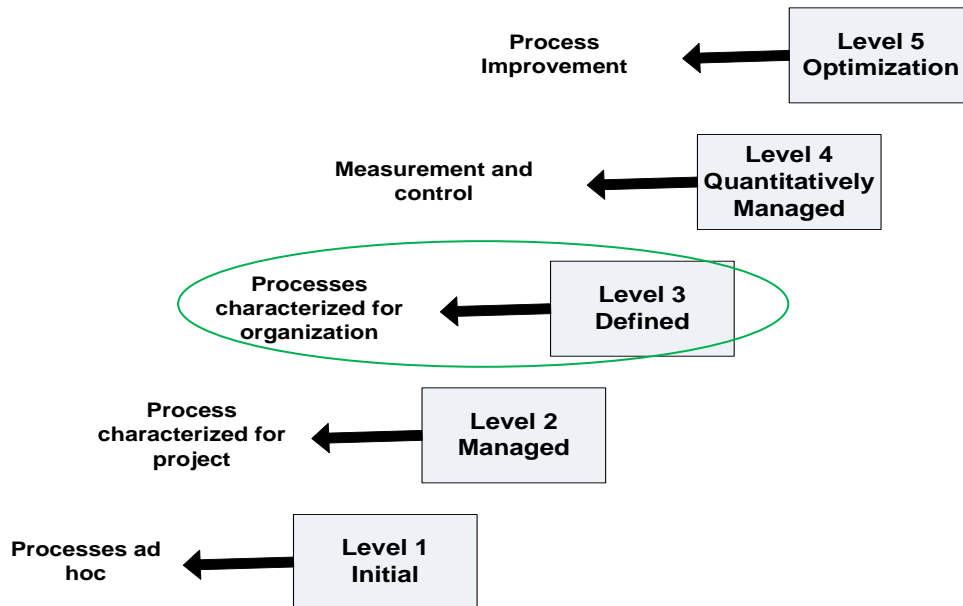 Process
Improvement
Level 5
Optimization
Measurement and
control
Level 4
Quantitatively
Managed
Processes
characterized for
organization
Level 3
Defined
Process
characterized for
project
Level 2
Managed
Processes ad
hoc
Level 1
Initial